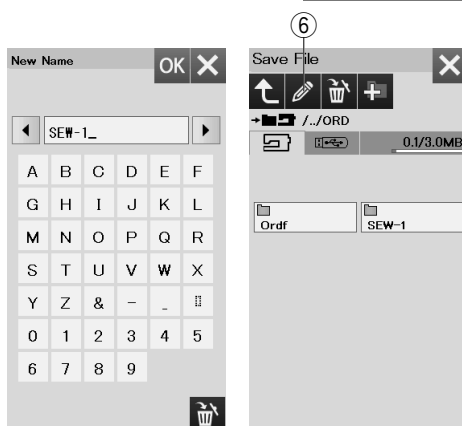 ⑥
New Name
OK
SEW-1_
A B C D E F
G H I J K L
M N O P Q R
S T U V W X
Y Z & - _
0 1 2 3 4 5
6 7 8 9
Save File
/../ORD
0.1/3.0MB
Ordf
SEW-1